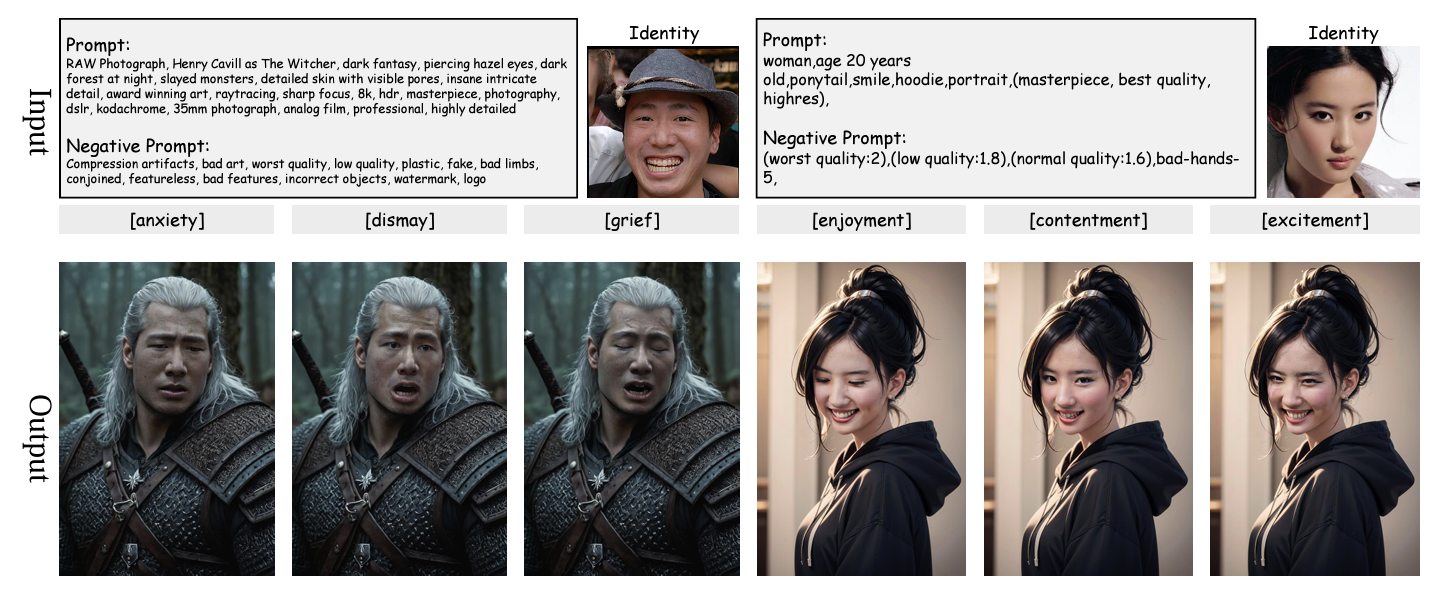 Input
Prompt:
RAW Photograph, Henry Cavill as The Witcher, dark fantasy, piercing hazel eyes, dark
forest at night, slayed monsters, detailed skin with visible pores, insane intricate
detail, award winning art, raytracing, sharp focus, 8k, hdr, masterpiece, photography,
dslr, kodachrome, 35mm photograph, analog film, professional, highly detailed
Negative Prompt:
Compression artifacts, bad art, worst quality, low quality, plastic, fake, bad limbs,
conjoined, featureless, bad features, incorrect objects, watermark, logo
Identity
Prompt:
woman,age 20 years
old,ponytail,smile,hoodie,portrait,(masterpiece, best quality,
highres),
Negative Prompt:
(worst quality:2),(low quality:1.8),(normal quality:1.6),bad-hands-
5,
Identity
[anxiety]
[dismay]
[grief]
[enjoyment]
[contentment]
[excitement]
Output